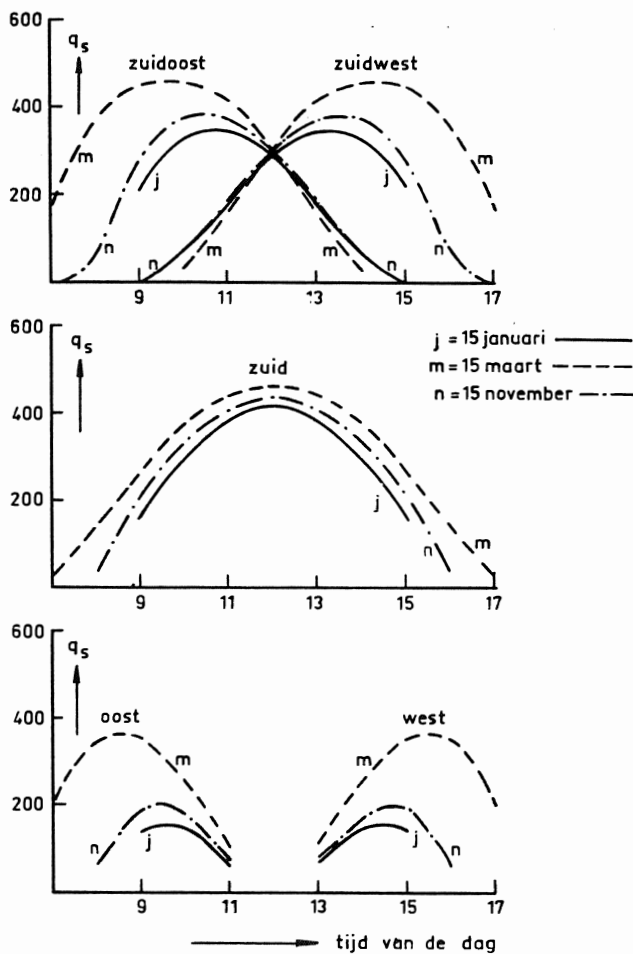 600
q_s
zuidoost
zuidwest
400
m
m
j
j
200
n
n
n
m
m
n
9
11
13
15
17
600
q_s
zuid
j = 15 januari
m = 15 maart
n = 15 november
400
200
j
n
m
9
11
13
15
17
600
q_s
oost
west
400
m
m
200
n
j
j
n
9
11
13
15
17
tijd van de dag